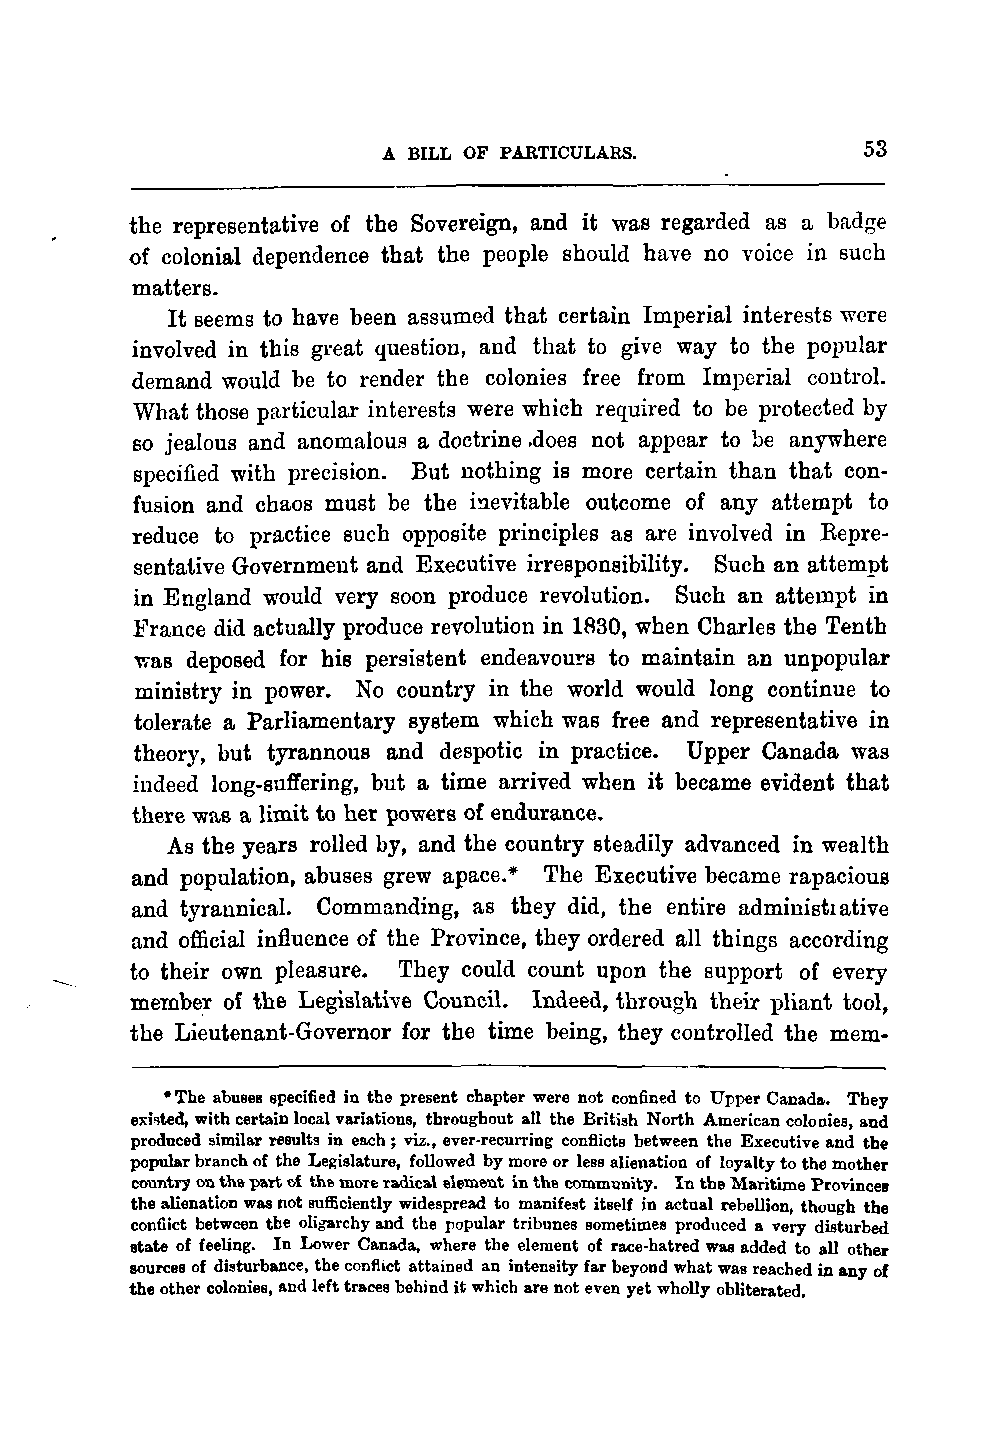 A BILL OF PARTICULARS. 53
the representative of the Sovereign, and it was regarded as a badge
of colonial dependence that the people should have no voice in such
matters.
It seems to have been assumed that certain Imperial interests were
involved in this great question, and that to give way to the popular
demand would be to render the colonies free from Imperial control.
What those particular interests were which required to be protected by
so jealous and anomalous a doctrine does not appear to be anywhere
specified with precision. But nothing is more certain than that con-
fusion and chaos must be the inevitable outcome of any attempt to
reduce to practice such opposite principles as are involved in Repre-
sentative Government and Executive irresponsibility. Such an attempt
in England would very soon produce revolution. Such an attempt in
France did actually produce revolution in 1830, when Charles the Tenth
was deposed for his persistent endeavours to maintain an unpopular
ministry in power. No country in the world would long continue to
tolerate a Parliamentary system which was free and representative in
theory, but tyrannous and despotic in practice. Upper Canada was
indeed long-suffering, but a time arrived when it became evident that
there was a limit to her powers of endurance.
As the years rolled by, and the country steadily advanced in wealth
and population, abuses grew apace.* The Executive became rapacious
and tyrannical. Commanding, as they did, the entire administrative
and official influence of the Province, they ordered all things according
to their own pleasure. They could count upon the support of every
member of the Legislative Council. Indeed, through their pliant tool,
the Lieutenant-Governor for the time being, they controlled the mem-
*The abuses specified in the present chapter were not confined to Upper Canada. They
existed, with certain local variations, throughout all the British North American colonies, and
produced similar results in each; viz., ever-recurring conflicts between the Executive and the
popular branch of the Legislature, followed by more or less alienation of loyalty to the mother
country on the part of the more radical element in the community. In the Maritime Provinces
the alienation was not sufficiently widespread to manifest itself in actual rebellion, though the
conflict between the oligarchy and the popular tribunes sometimes produced a very disturbed
state of feeling. In Lower Canada, where the element of race-hatred was added to all other
sources of disturbance, the conflict attained an intensity far beyond what was reached in any of
the other colonies, and left traces behind it which are not even yet wholly obliterated.